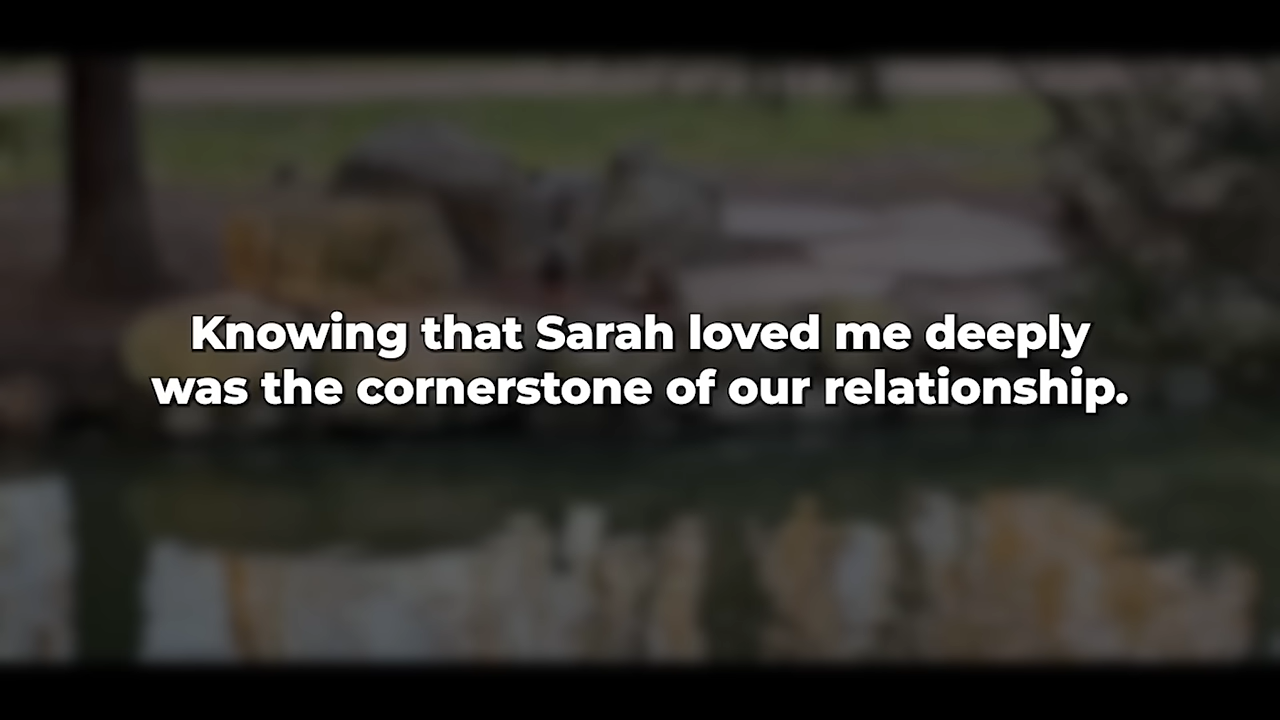 Knowing that Sarah loved me deeply
was the cornerstone of our relationship.